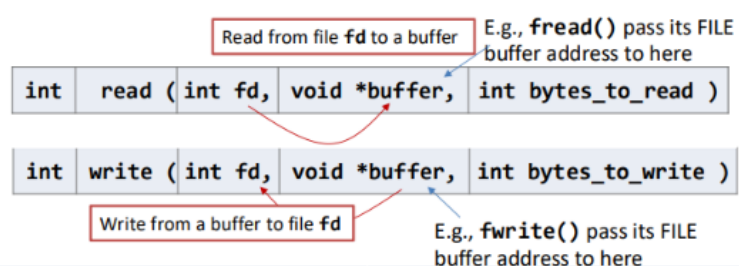 Read from file fd to a buffer
E.g., fread() pass its FILE
buffer address to here
int read ( int fd, void *buffer, int bytes_to_read )
int write ( int fd, void *buffer, int bytes_to_write )
Write from a buffer to file fd
E.g., fwrite() pass its FILE
buffer address to here